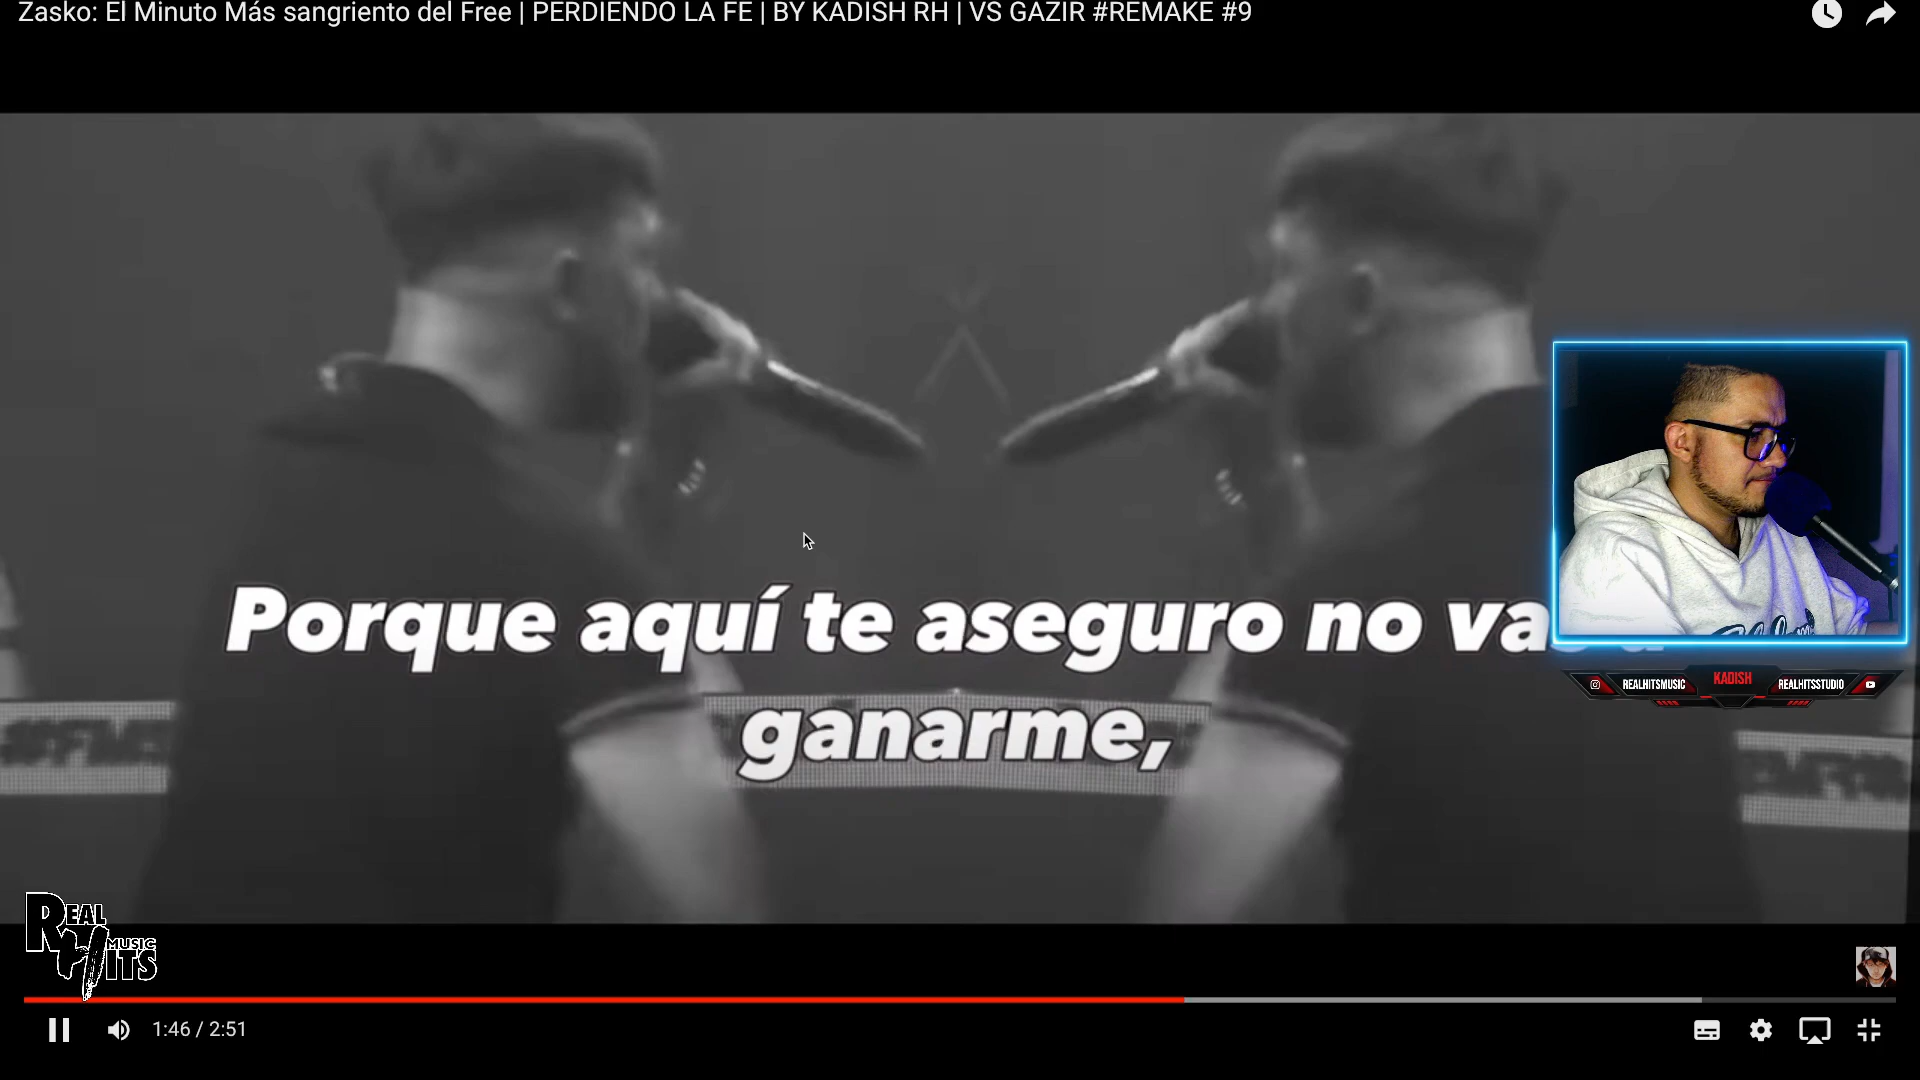 Zasko: El Minuto Más sangriento del Free | PERDIENDO LA FE | BY KADISH RH | VS GAZIR #REMAKE #9
Porque aquí te aseguro no vas a
ganarme,
REALHITSMUSIC
KADISH
REALHITSSTUDIO
REAL
MUSIC
HITS
1:46 / 2:51